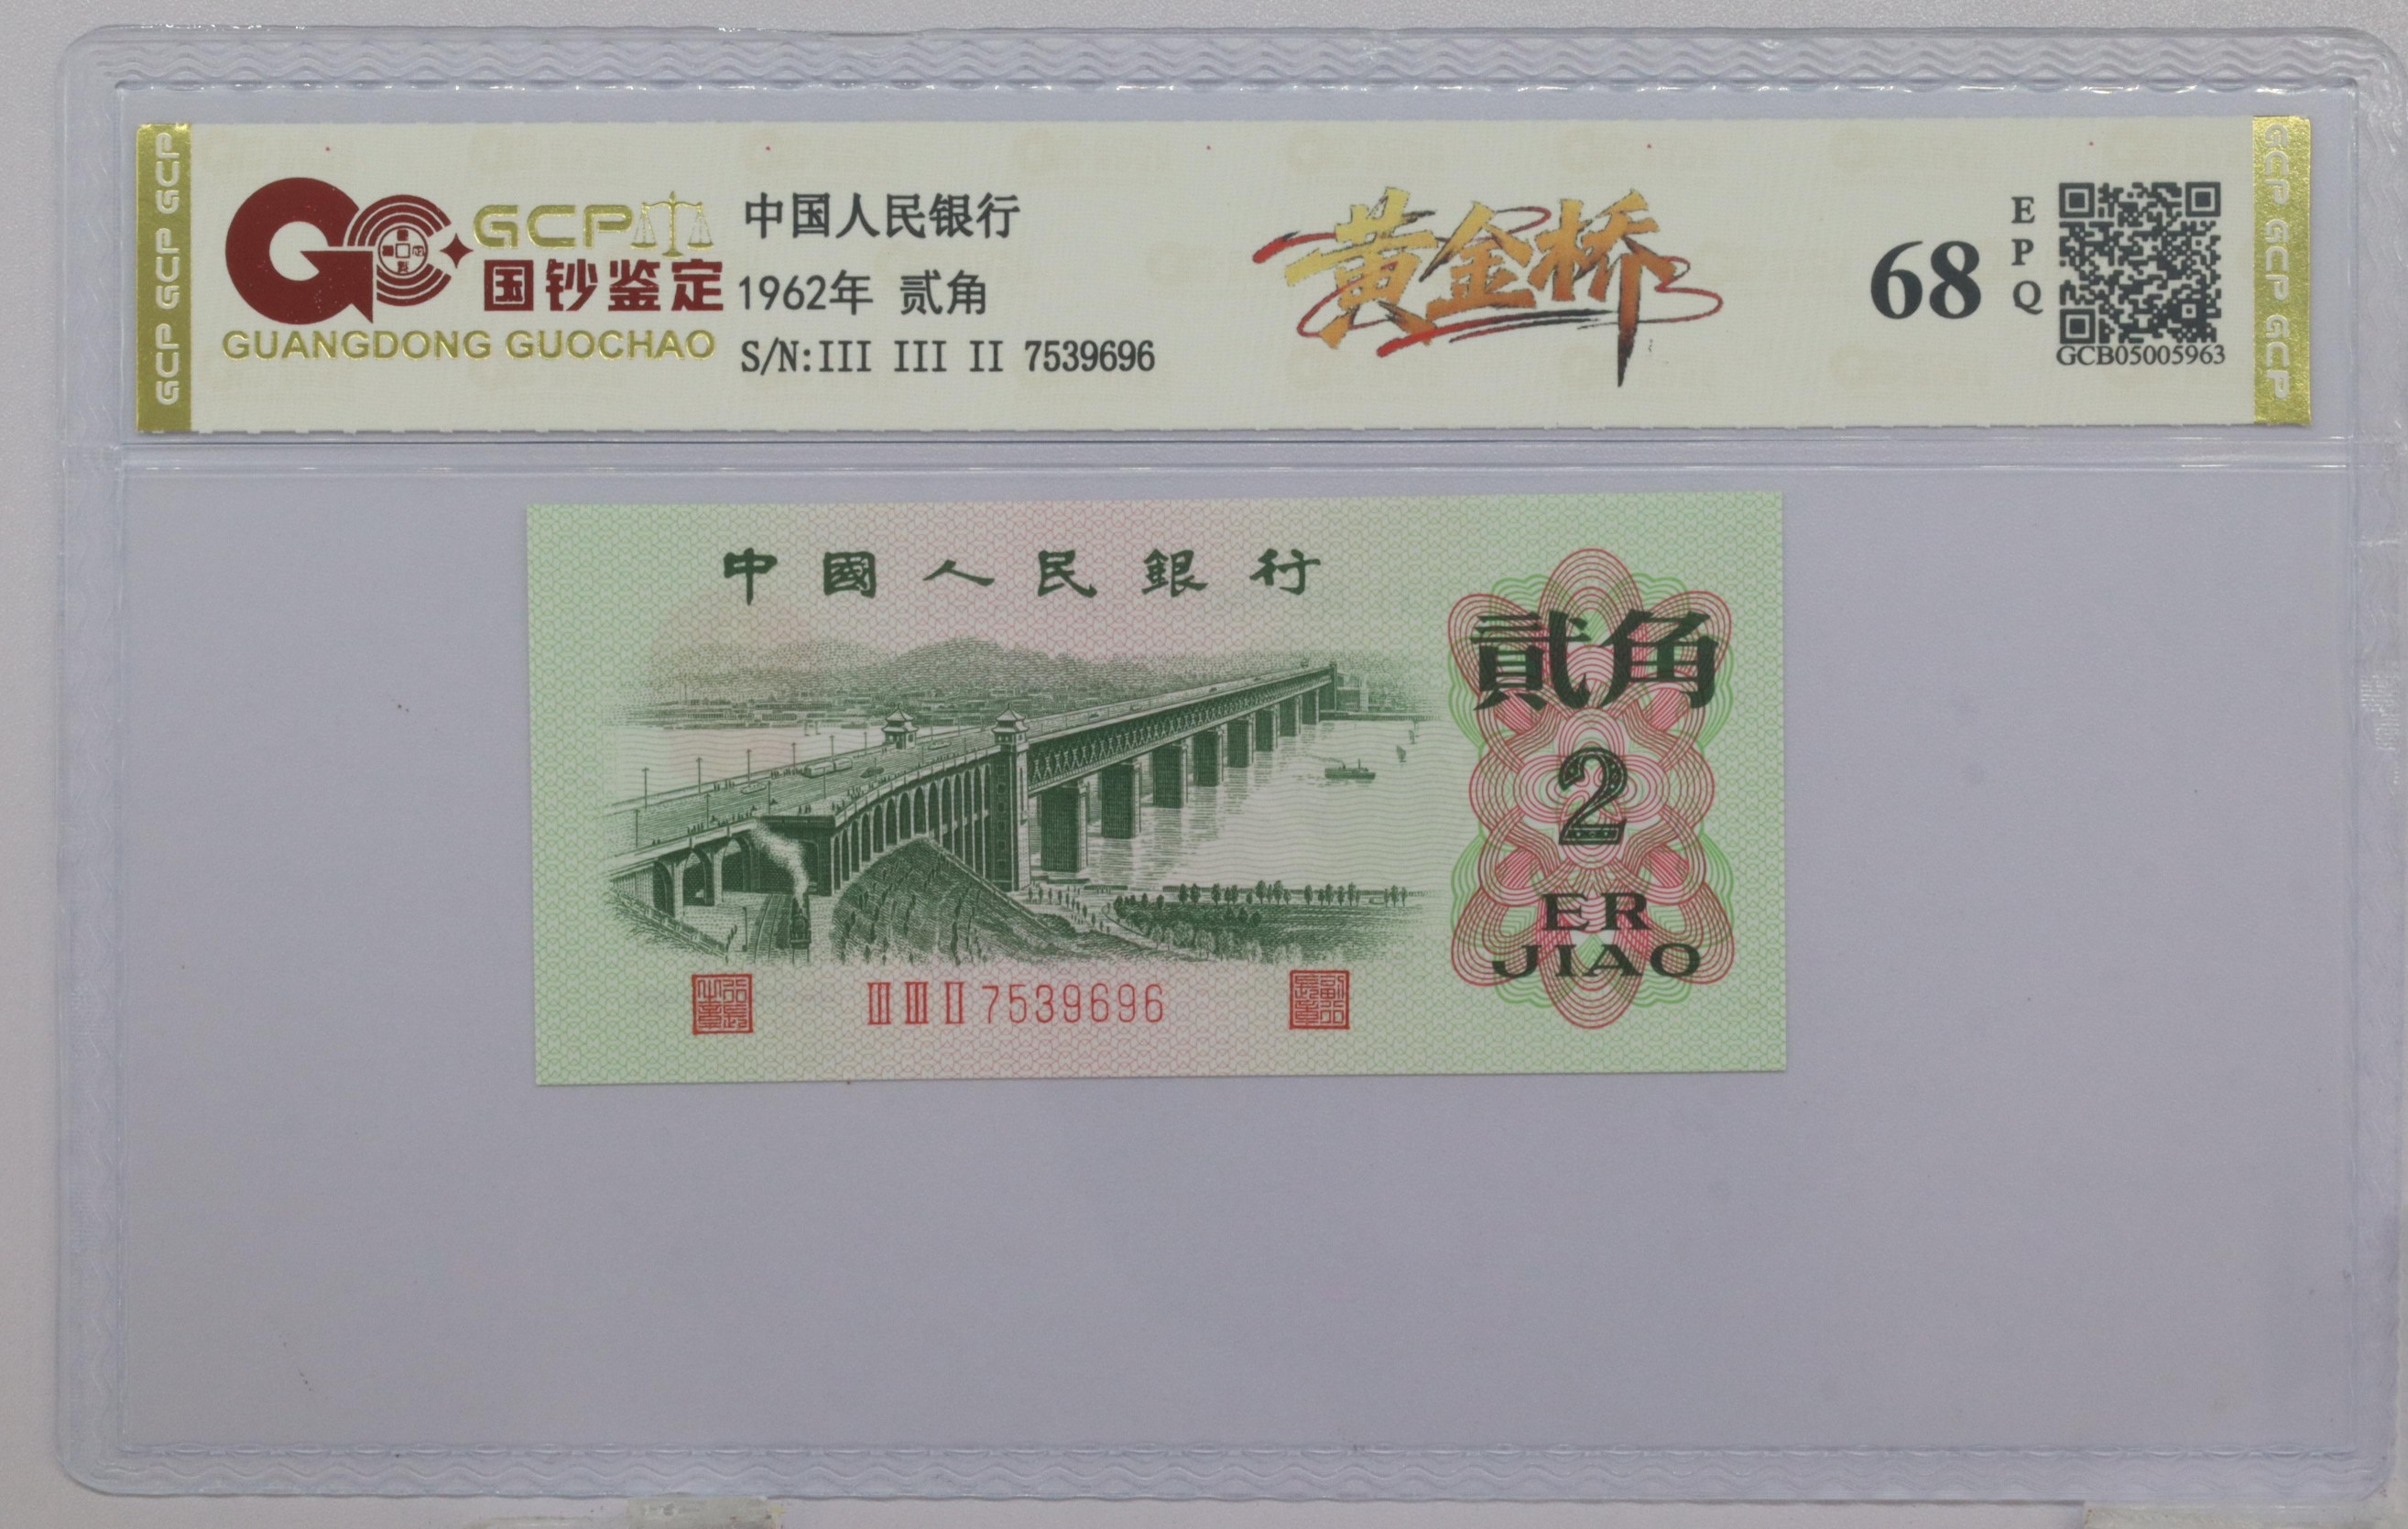 GCP GCP GCP
GCP
国钞鉴定
GUANGDONG GUOCHAO
中国人民银行
1962年 贰角
S/N:III III II 7539696
黄金桥
68
EPQ
GCB05005963
GCP GCP GCP
中國人民銀行
貳角
2
ER
JIAO
III III II 7539696